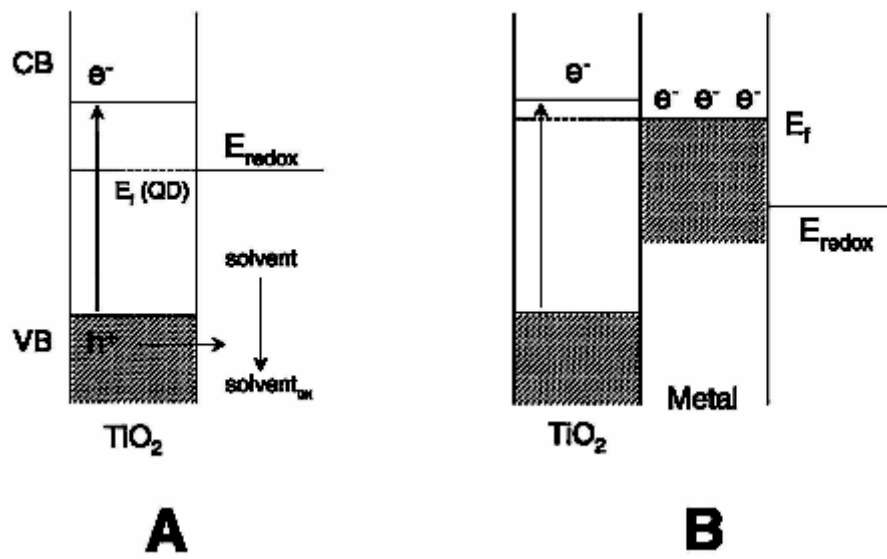 CB
e⁻
E_redox
E_f (QD)
solvent
VB
h⁺
solvent_ox
TiO₂
A
e⁻
e⁻ e⁻ e⁻
E_f
E_redox
Metal
TiO₂
B